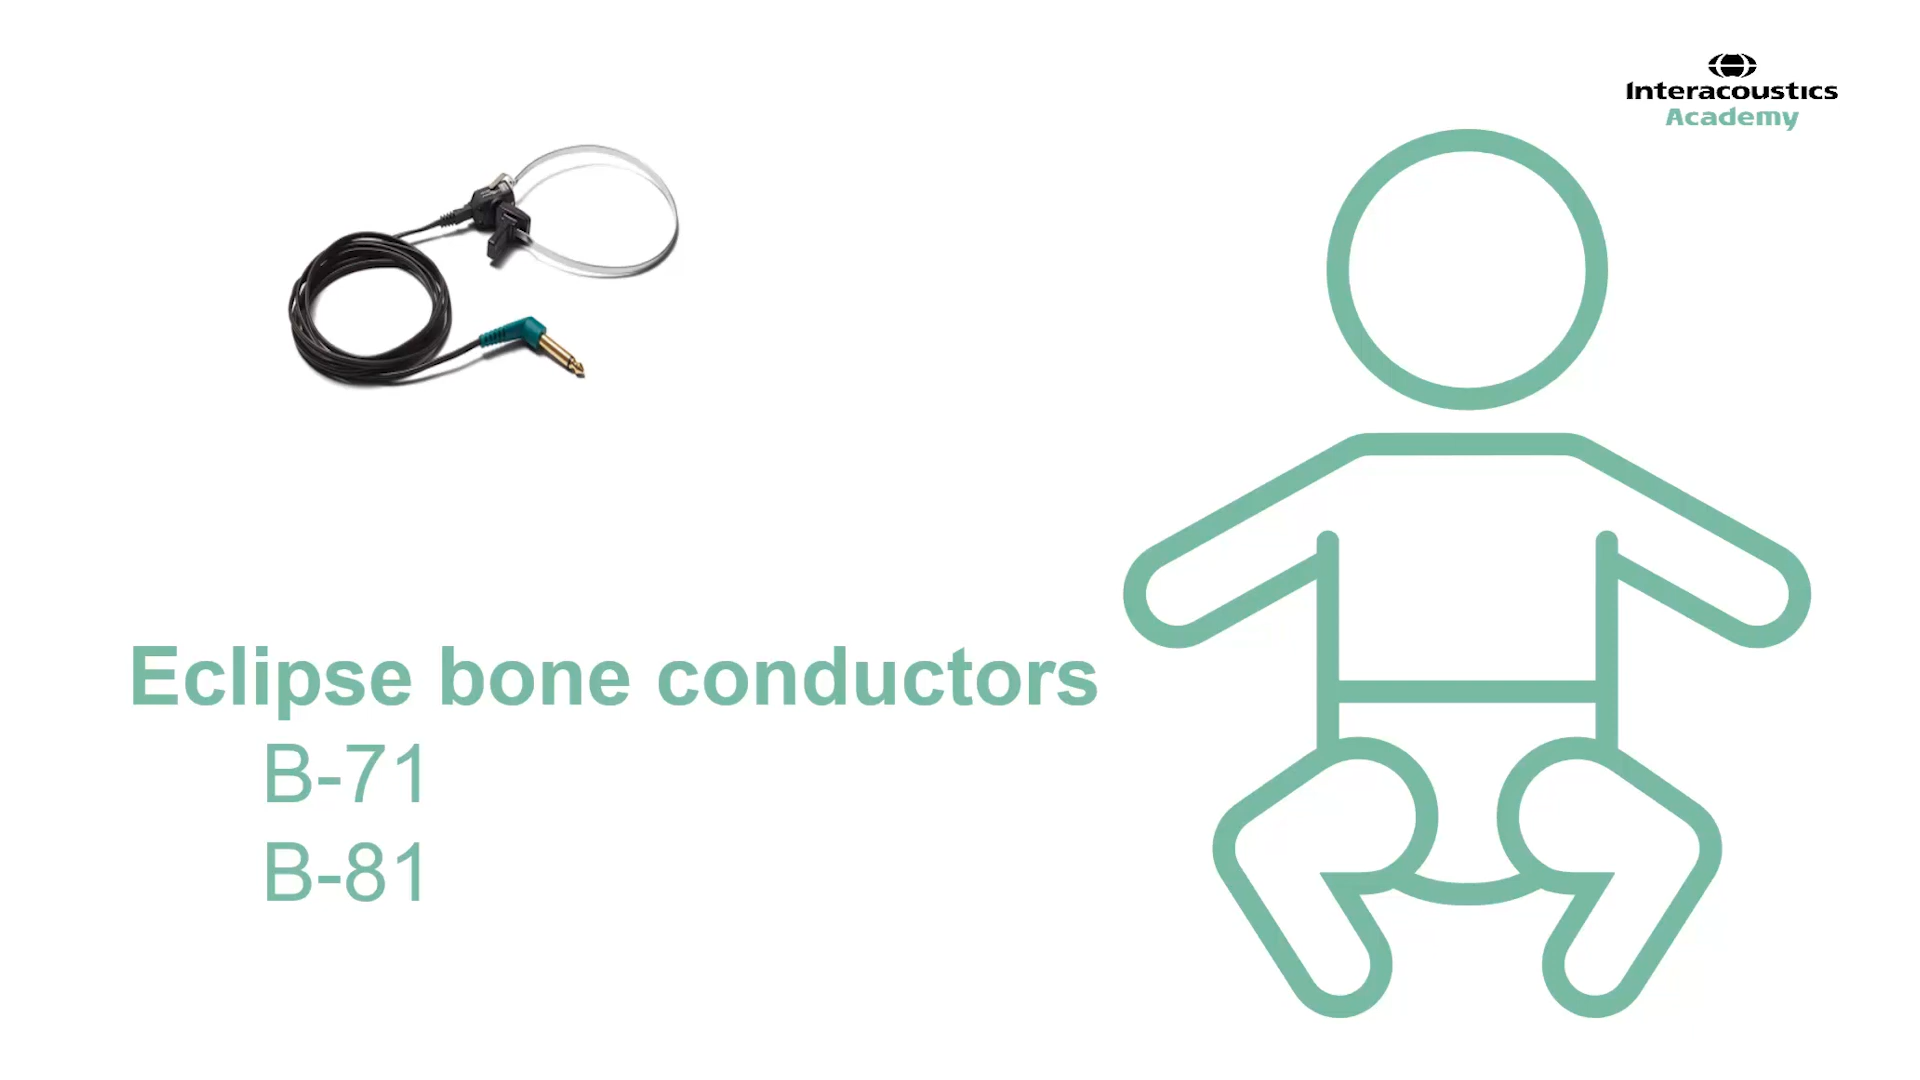 Interacoustics
Academy
Eclipse bone conductors
B-71
B-81